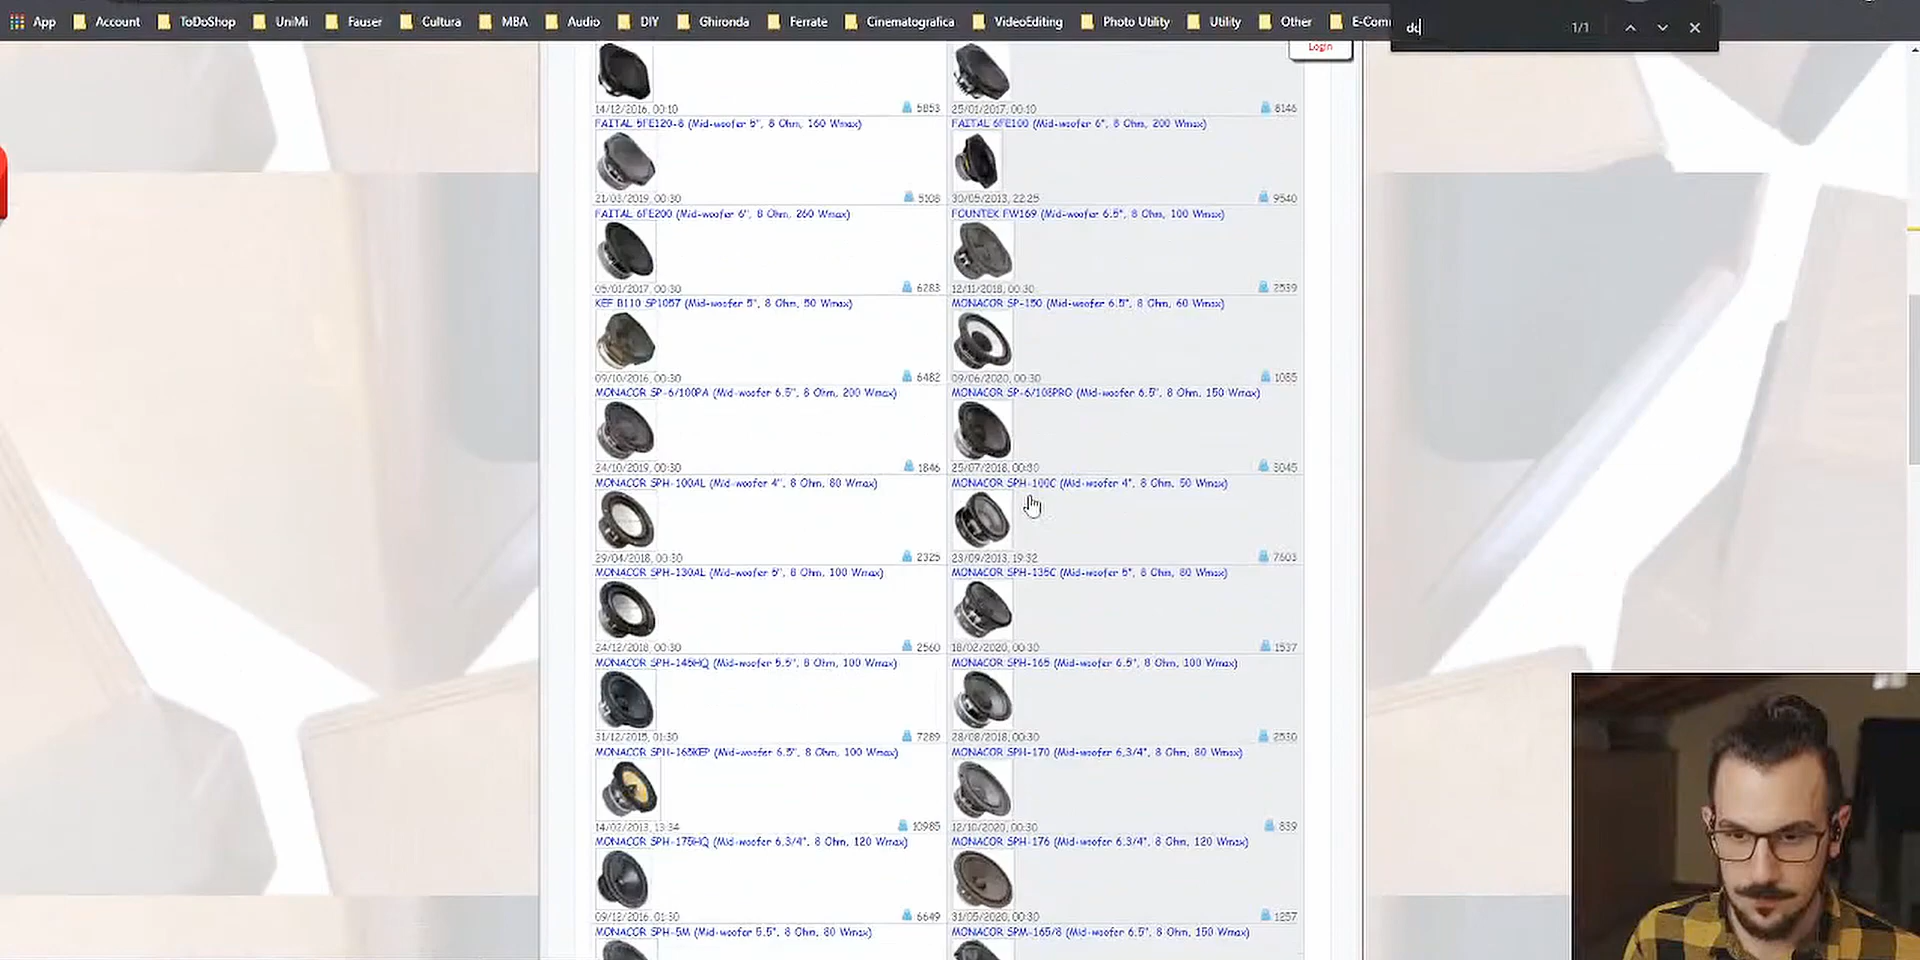 App Account ToDoShop UniMi Fauser Cultura MBA Audio DIY Ghironda Ferrate Cinematografica VideoEditing Photo Utility Utility Other E-Com
1/1
Login
14/12/2016, 00:10 5853
25/01/2017, 00:10 8146
FAITAL 5FE120-8 (Mid-woofer 5", 8 Ohm, 160 Wmax)
FAITAL 6FE100 (Mid-woofer 6", 8 Ohm, 200 Wmax)
21/03/2019, 00:30 5108
30/05/2013, 22:25 9540
FAITAL 6FE200 (Mid-woofer 6", 8 Ohm, 260 Wmax)
FOUNTEK FW169 (Mid-woofer 6.5", 8 Ohm, 100 Wmax)
05/01/2017, 00:30 6283
12/11/2018, 00:30 2539
KEF B110 SP1057 (Mid-woofer 5", 8 Ohm, 50 Wmax)
MONACOR SP-150 (Mid-woofer 6.5", 8 Ohm, 60 Wmax)
09/10/2016, 00:30 6482
09/06/2020, 00:30 1085
MONACOR SP-6/100PA (Mid-woofer 6.5", 8 Ohm, 200 Wmax)
MONACOR SP-6/108PRO (Mid-woofer 6.5", 8 Ohm, 150 Wmax)
24/10/2019, 00:30 1846
25/07/2018, 00:30 3045
MONACOR SPH-100AL (Mid-woofer 4", 8 Ohm, 80 Wmax)
MONACOR SPH-100C (Mid-woofer 4", 8 Ohm, 50 Wmax)
29/04/2018, 00:30 2325
23/09/2013, 19:32 7603
MONACOR SPH-130AL (Mid-woofer 5", 8 Ohm, 100 Wmax)
MONACOR SPH-135C (Mid-woofer 5", 8 Ohm, 80 Wmax)
24/12/2018, 00:30 2560
18/02/2020, 00:30 1537
MONACOR SPH-145HQ (Mid-woofer 5.5", 8 Ohm, 100 Wmax)
MONACOR SPH-165 (Mid-woofer 6.5", 8 Ohm, 100 Wmax)
31/12/2015, 01:30 7289
28/08/2018, 00:30 2530
MONACOR SPH-165KEP (Mid-woofer 6.5", 8 Ohm, 100 Wmax)
MONACOR SPH-170 (Mid-woofer 6,3/4", 8 Ohm, 80 Wmax)
14/02/2013, 13:34 10985
12/10/2020, 00:30 839
MONACOR SPH-175HQ (Mid-woofer 6,3/4", 8 Ohm, 120 Wmax)
MONACOR SPH-176 (Mid-woofer 6,3/4", 8 Ohm, 120 Wmax)
09/12/2016, 01:30 6649
31/05/2020, 00:30 1257
MONACOR SPH-5M (Mid-woofer 5.5", 8 Ohm, 80 Wmax)
MONACOR SPM-165/8 (Mid-woofer 6.5", 8 Ohm, 150 Wmax)